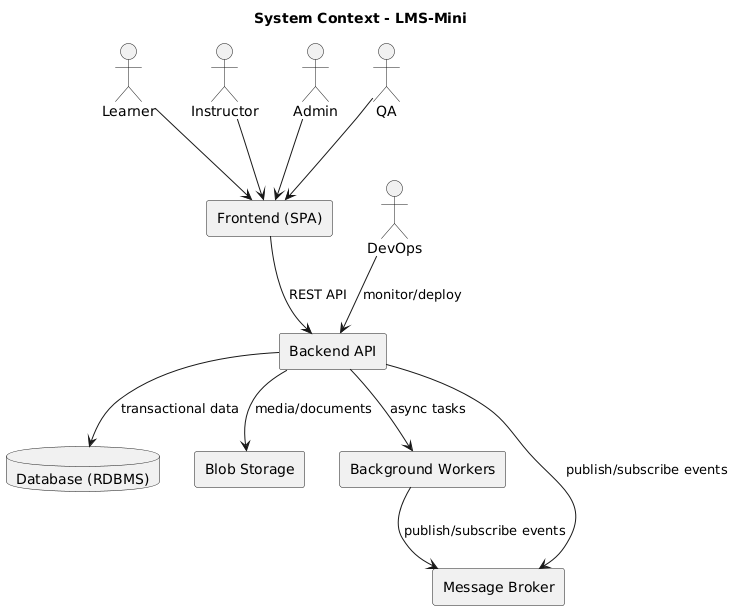 System Context - LMS-Mini
Learner
Instructor
Admin
QA
Frontend (SPA)
DevOps
REST API
monitor/deploy
Backend API
transactional data
media/documents
async tasks
publish/subscribe events
Database (RDBMS)
Blob Storage
Background Workers
publish/subscribe events
Message Broker